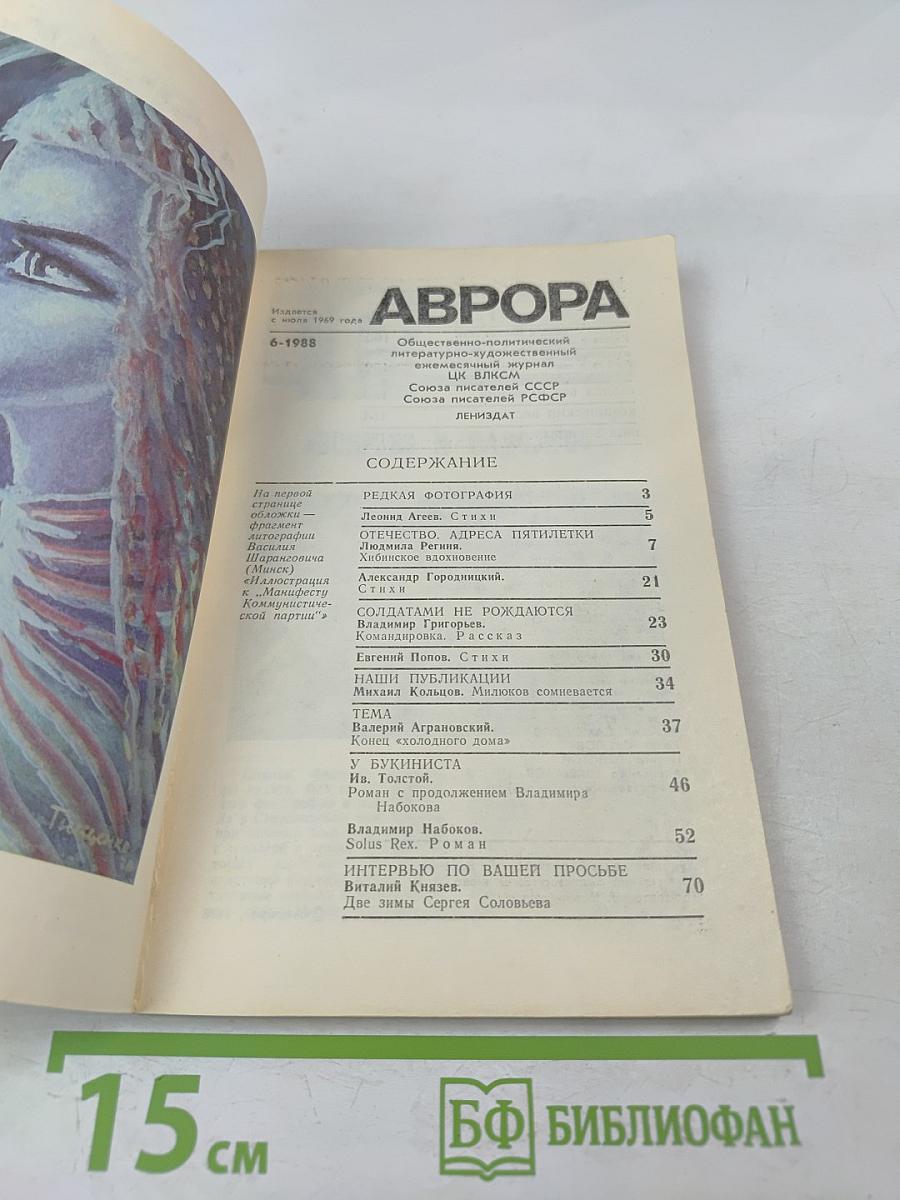 Издается
с июля 1969 года
АВРОРА
6-1988
Общественно-политический
литературно-художественный
ежемесячный журнал
ЦК ВЛКСМ
Союза писателей СССР
Союза писателей РСФСР
ЛЕНИЗДАТ
СОДЕРЖАНИЕ
На первой
странице
обложки —
фрагмент
литографии
Василия
Шаранговича
(Минск)
«Иллюстрация
к „Манифесту
Коммунистиче-
ской партии“»
РЕДКАЯ ФОТОГРАФИЯ 3
Леонид Агеев. Стихи 5
ОТЕЧЕСТВО. АДРЕСА ПЯТИЛЕТКИ
Людмила Региня. 7
Хибинское вдохновение
Александр Городницкий. 21
Стихи
СОЛДАТАМИ НЕ РОЖДАЮТСЯ
Владимир Григорьев. 23
Командировка. Рассказ
Евгений Попов. Стихи 30
НАШИ ПУБЛИКАЦИИ
Михаил Кольцов. Милюков сомневается 34
ТЕМА
Валерий Аграновский. 37
Конец «холодного дома»
У БУКИНИСТА
Ив. Толстой. 46
Роман с продолжением Владимира
Набокова
Владимир Набоков. 52
Solus Rex. Роман
ИНТЕРВЬЮ ПО ВАШЕЙ ПРОСЬБЕ
Виталий Князев. 70
Две зимы Сергея Соловьева
15 см
БФ БИБЛИОФАН